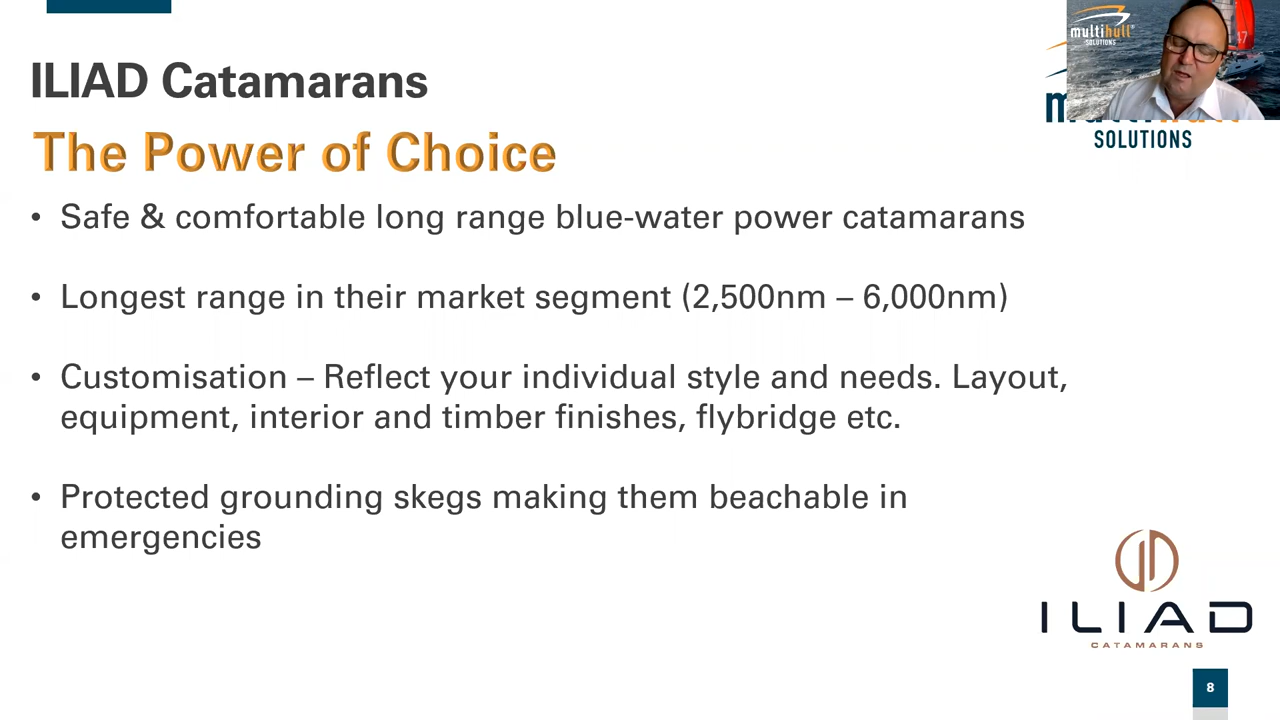 multihull
SOLUTIONS
ILIAD Catamarans
SOLUTIONS
The Power of Choice
• Safe & comfortable long range blue-water power catamarans
• Longest range in their market segment (2,500nm – 6,000nm)
• Customisation – Reflect your individual style and needs. Layout,
equipment, interior and timber finishes, flybridge etc.
• Protected grounding skegs making them beachable in
emergencies
ILIAD
CATAMARANS
8